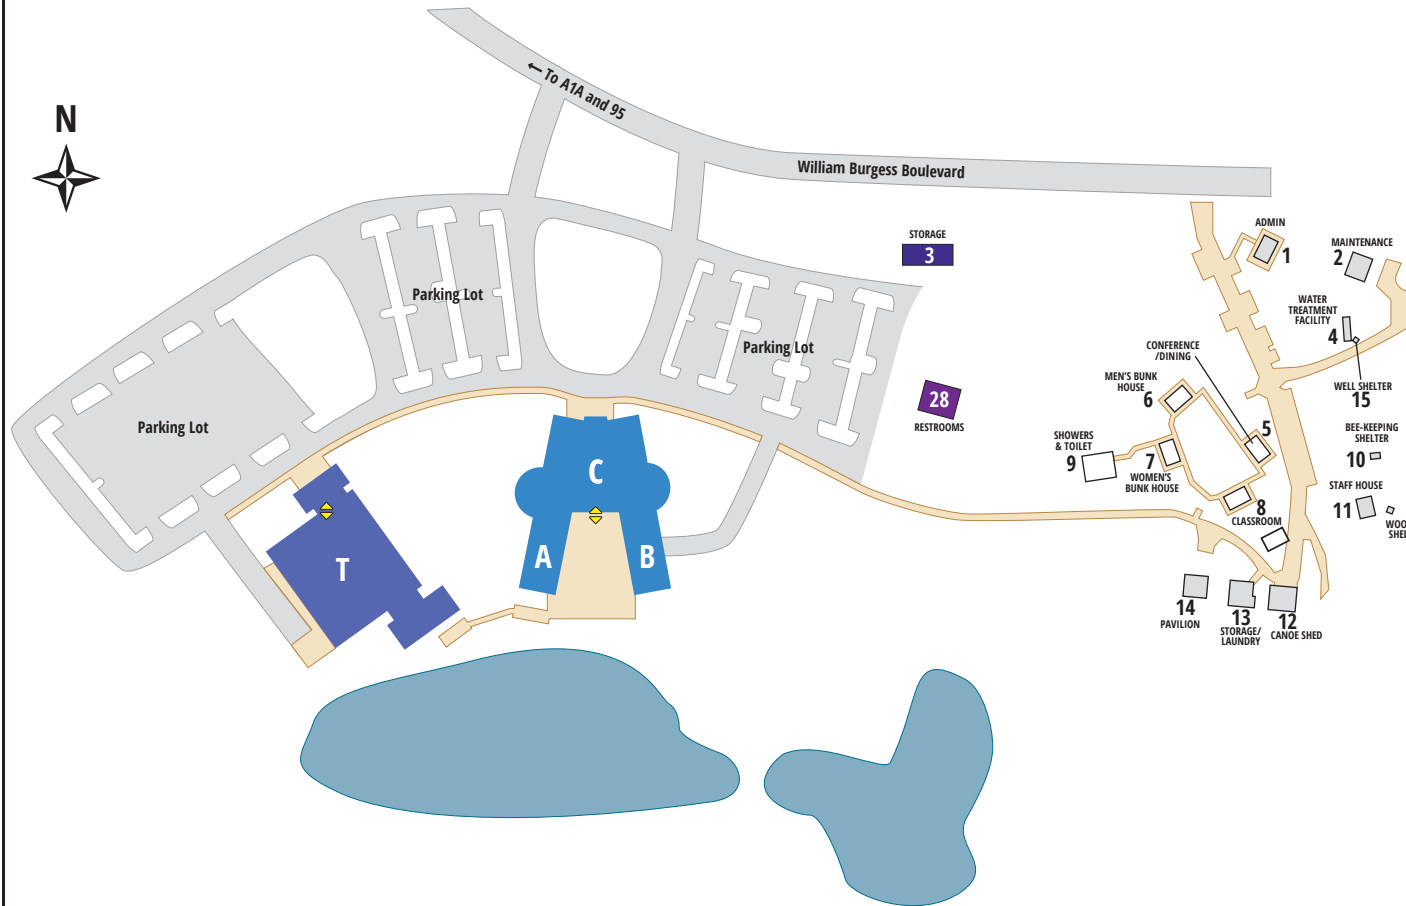 To A1A and 95
N
William Burgess Boulevard
STORAGE
3
ADMIN
1
MAINTENANCE
2
Parking Lot
WATER
TREATMENT
FACILITY
4
Parking Lot
CONFERENCE
/DINING
MEN'S BUNK
HOUSE
6
WELL SHELTER
15
28
RESTROOMS
Parking Lot
5
BEE-KEEPING
SHELTER
10
SHOWERS
& TOILET
9
7
WOMEN'S
BUNK HOUSE
C
STAFF HOUSE
11
8
CLASSROOM
WOO
SHED
A
B
T
14
PAVILION
13
STORAGE/
LAUNDRY
12
CANOE SHED